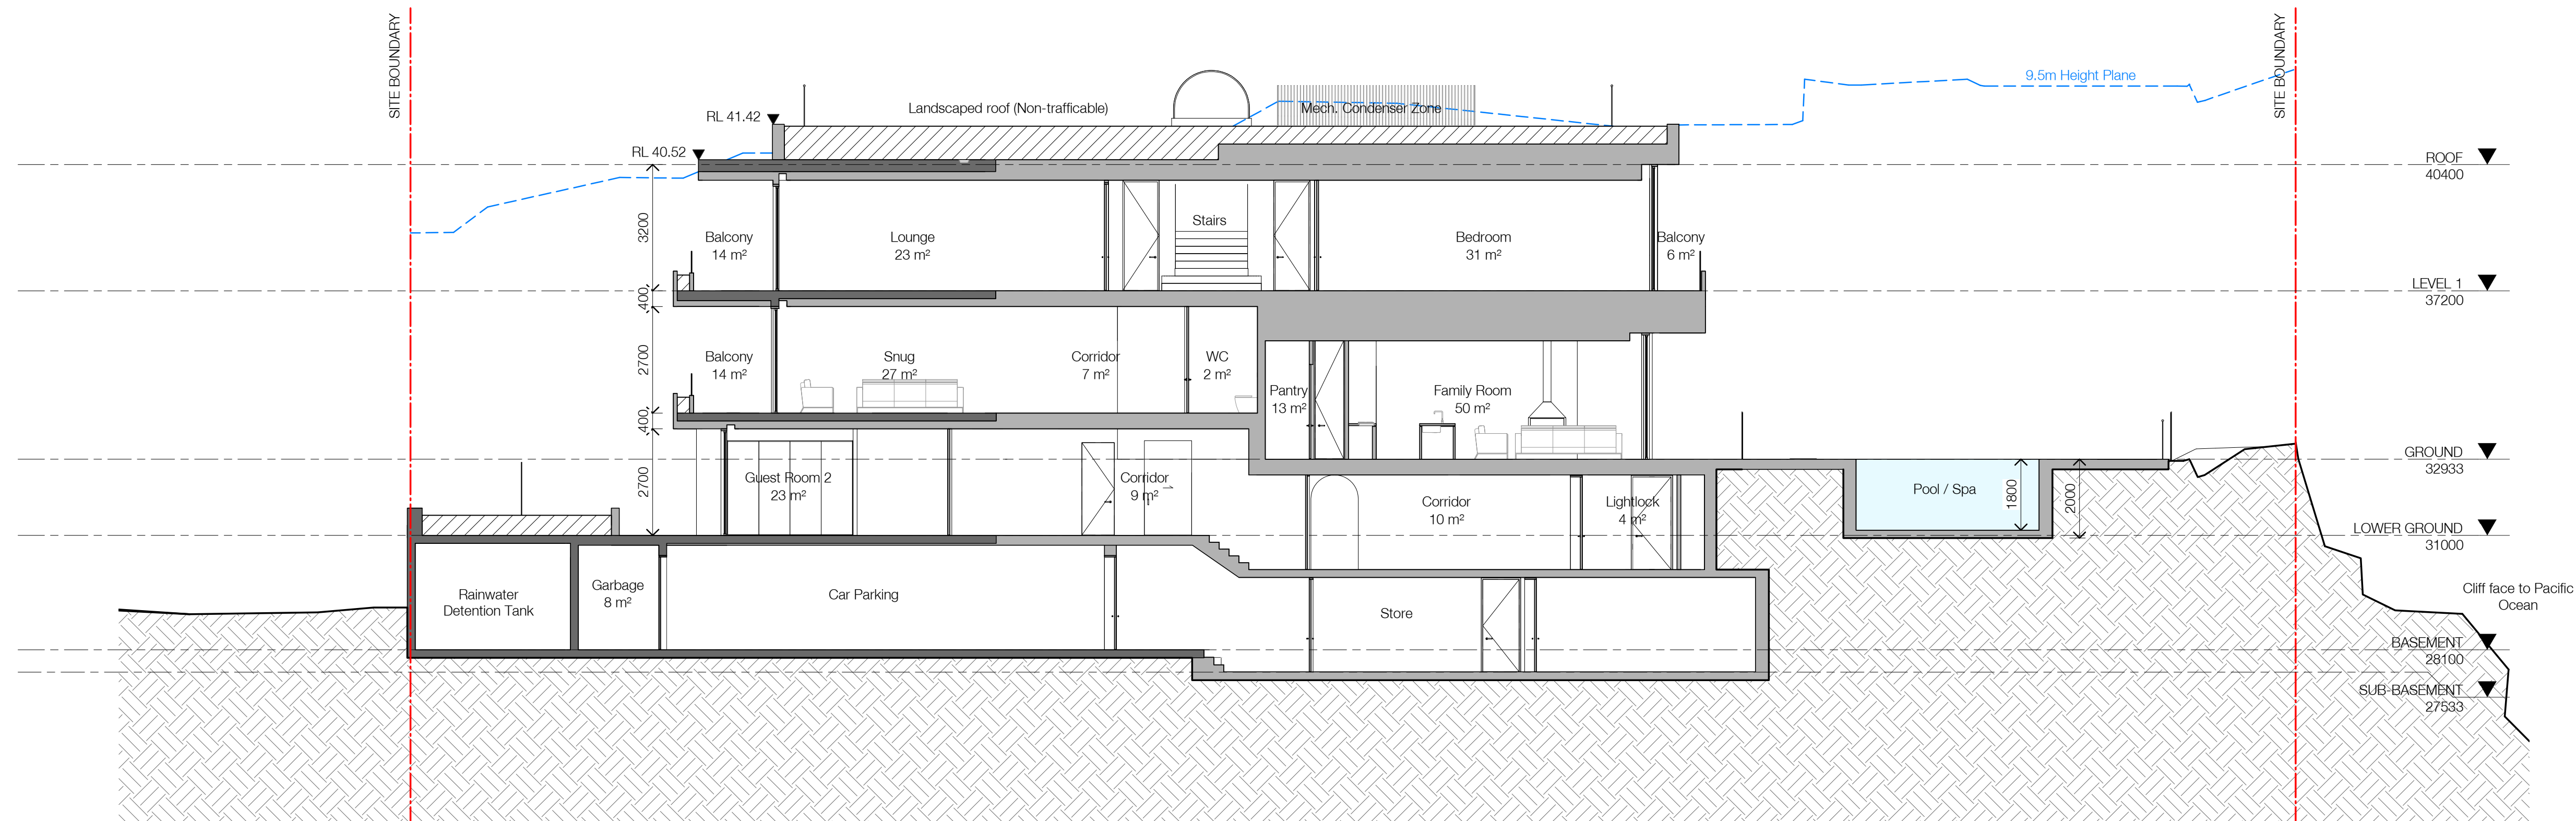 SITE BOUNDARY
SITE BOUNDARY
9.5m Height Plane
Landscaped roof (Non-trafficable)
Mech. Condenser Zone
RL 41.42
RL 40.52
ROOF
40400
3200
Balcony
14 m²
Lounge
23 m²
Stairs
Bedroom
31 m²
Balcony
6 m²
LEVEL 1
37200
400
2700
Balcony
14 m²
Snug
27 m²
Corridor
7 m²
WC
2 m²
Pantry
13 m²
Family Room
50 m²
400
GROUND
32933
2700
Guest Room 2
23 m²
Corridor
9 m²
Corridor
10 m²
Lightlock
4 m²
Pool / Spa
1800
2000
LOWER GROUND
31000
Rainwater
Detention Tank
Garbage
8 m²
Car Parking
Store
Cliff face to Pacific
Ocean
BASEMENT
28100
SUB-BASEMENT
27533